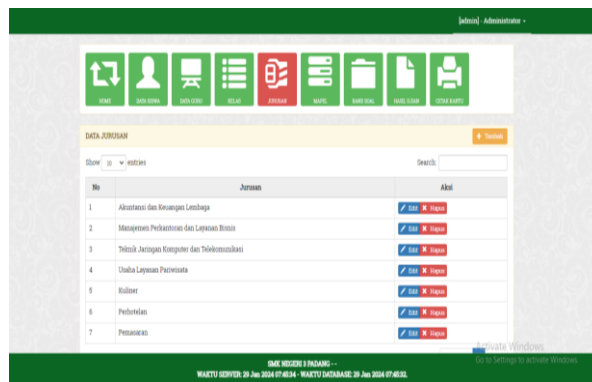 [admin] - Administrator
HOME DATA SISWA DATA GURU KELAS JURUSAN MAPEL BANK SOAL HASIL UJIAN CETAK KARTU
DATA JURUSAN + Tambah
Show 10 entries Search:
No Jurusan Aksi
1 Akuntansi dan Keuangan Lembaga Edit Hapus
2 Manajemen Perkantoran dan Layanan Bisnis Edit Hapus
3 Teknik Jaringan Komputer dan Telekomunikasi Edit Hapus
4 Usaha Layanan Pariwisata Edit Hapus
5 Kuliner Edit Hapus
6 Perhotelan Edit Hapus
7 Pemasaran Edit Hapus
Activate Windows
Go to Settings to activate Windows.
SMK NEGERI 3 PADANG - -
WAKTU SERVER: 29 Jan 2024 07:45:34 - WAKTU DATABASE: 29 Jan 2024 07:45:32.